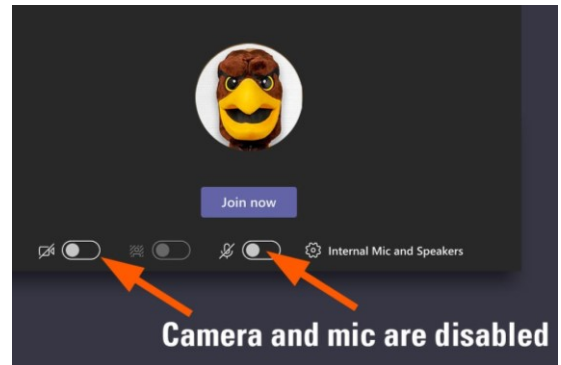 Join now
Internal Mic and Speakers
Camera and mic are disabled